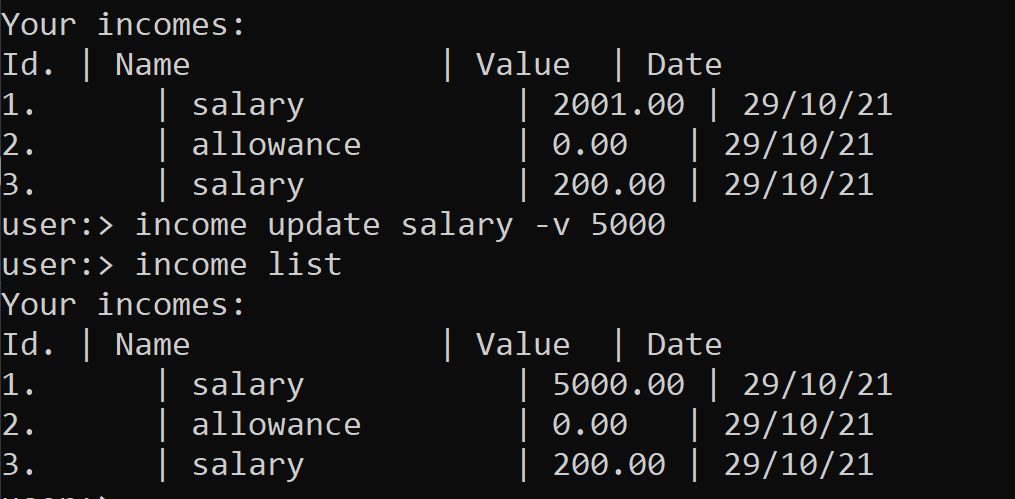 Your incomes:
Id. | Name | Value | Date
1. | salary | 2001.00 | 29/10/21
2. | allowance | 0.00 | 29/10/21
3. | salary | 200.00 | 29/10/21
user:> income update salary -v 5000
user:> income list
Your incomes:
Id. | Name | Value | Date
1. | salary | 5000.00 | 29/10/21
2. | allowance | 0.00 | 29/10/21
3. | salary | 200.00 | 29/10/21
user:>